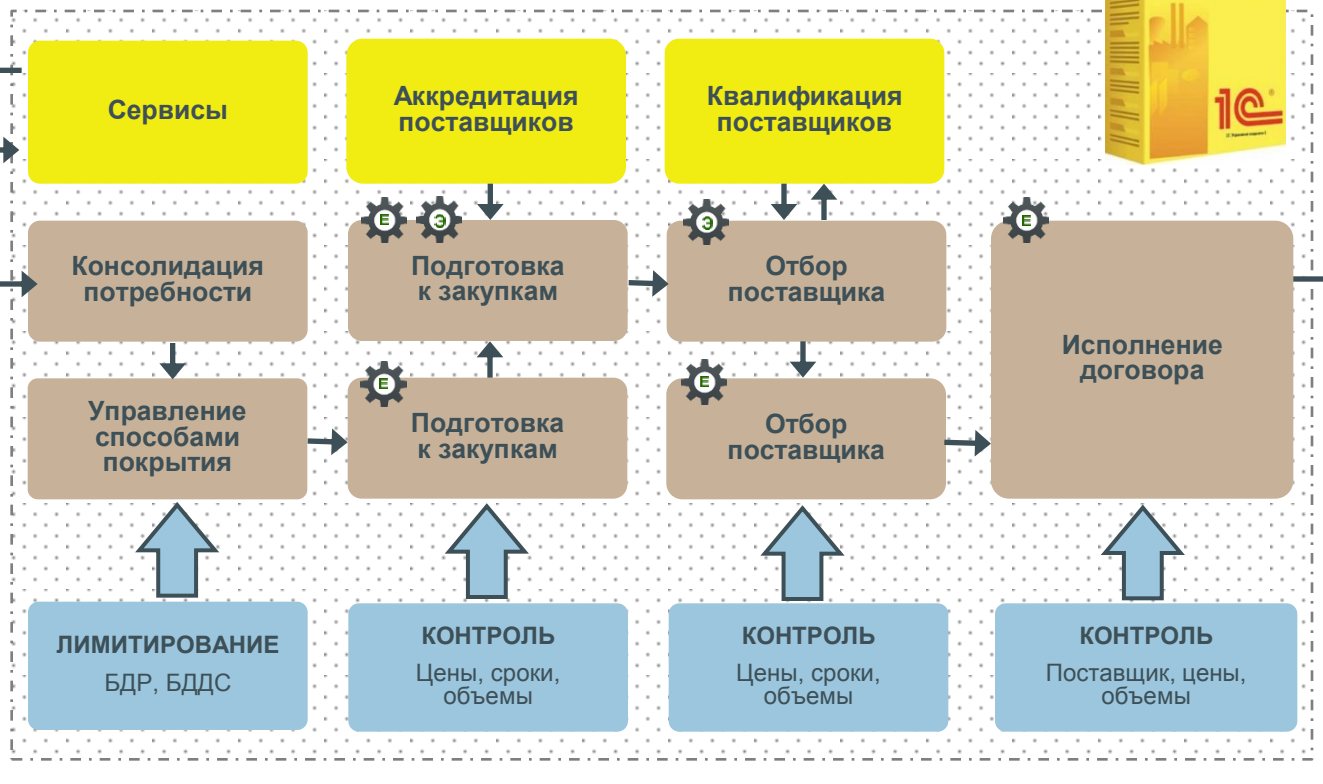 1С
Сервисы
Аккредитация
поставщиков
Квалификация
поставщиков
Е
Э
Э
Е
Консолидация
потребности
Подготовка
к закупкам
Отбор
поставщика
Исполнение
договора
Е
Е
Управление
способами
покрытия
Подготовка
к закупкам
Отбор
поставщика
ЛИМИТИРОВАНИЕ
БДР, БДДС
КОНТРОЛЬ
Цены, сроки,
объемы
КОНТРОЛЬ
Цены, сроки,
объемы
КОНТРОЛЬ
Поставщик, цены,
объемы